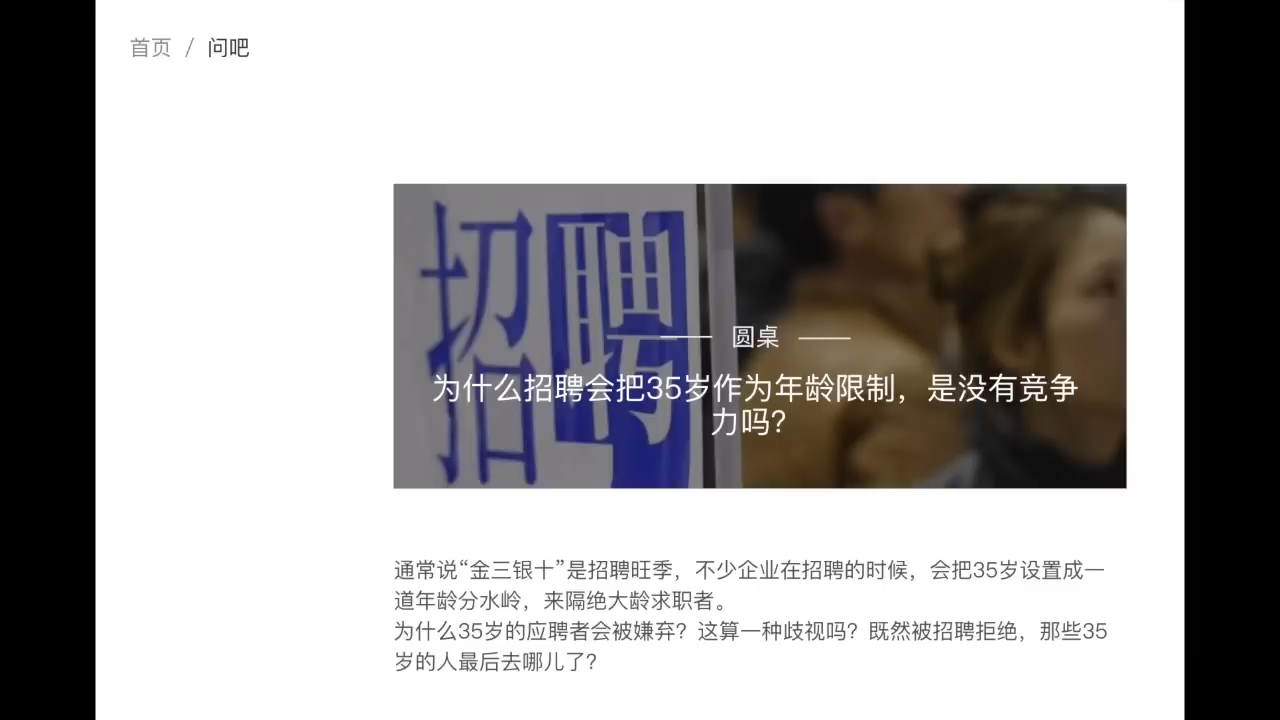 首页 / 问吧
招聘
圆桌
为什么招聘会把35岁作为年龄限制，是没有竞争
力吗？
通常说“金三银十”是招聘旺季，不少企业在招聘的时候，会把35岁设置成一
道年龄分水岭，来隔绝大龄求职者。
为什么35岁的应聘者会被嫌弃？这算一种歧视吗？既然被招聘拒绝，那些35
岁的人最后去哪儿了？